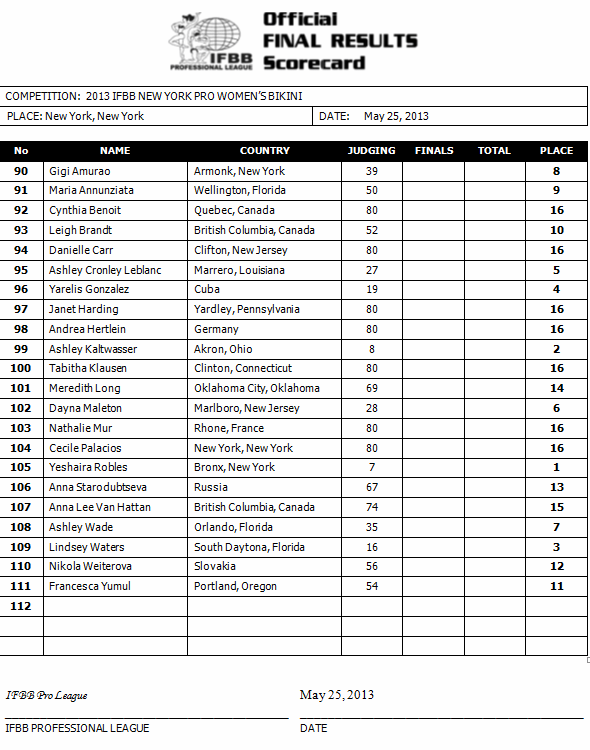 Official
FINAL RESULTS
Scorecard
IFBB
PROFESSIONAL LEAGUE
COMPETITION: 2013 IFBB NEW YORK PRO WOMEN'S BIKINI
PLACE: New York, New York DATE: May 25, 2013
No NAME COUNTRY JUDGING FINALS TOTAL PLACE
90 Gigi Amurao Armonk, New York 39 8
91 Maria Annunziata Wellington, Florida 50 9
92 Cynthia Benoit Quebec, Canada 80 16
93 Leigh Brandt British Columbia, Canada 52 10
94 Danielle Carr Clifton, New Jersey 80 16
95 Ashley Cronley Leblanc Marrero, Louisiana 27 5
96 Yarelis Gonzalez Cuba 19 4
97 Janet Harding Yardley, Pennsylvania 80 16
98 Andrea Hertlein Germany 80 16
99 Ashley Kaltwasser Akron, Ohio 8 2
100 Tabitha Klausen Clinton, Connecticut 80 16
101 Meredith Long Oklahoma City, Oklahoma 69 14
102 Dayna Maleton Marlboro, New Jersey 28 6
103 Nathalie Mur Rhone, France 80 16
104 Cecile Palacios New York, New York 80 16
105 Yeshaira Robles Bronx, New York 7 1
106 Anna Starodubtseva Russia 67 13
107 Anna Lee Van Hattan British Columbia, Canada 74 15
108 Ashley Wade Orlando, Florida 35 7
109 Lindsey Waters South Daytona, Florida 16 3
110 Nikola Weiterova Slovakia 56 12
111 Francesca Yumul Portland, Oregon 54 11
112
IFBB Pro League May 25, 2013
IFBB PROFESSIONAL LEAGUE DATE